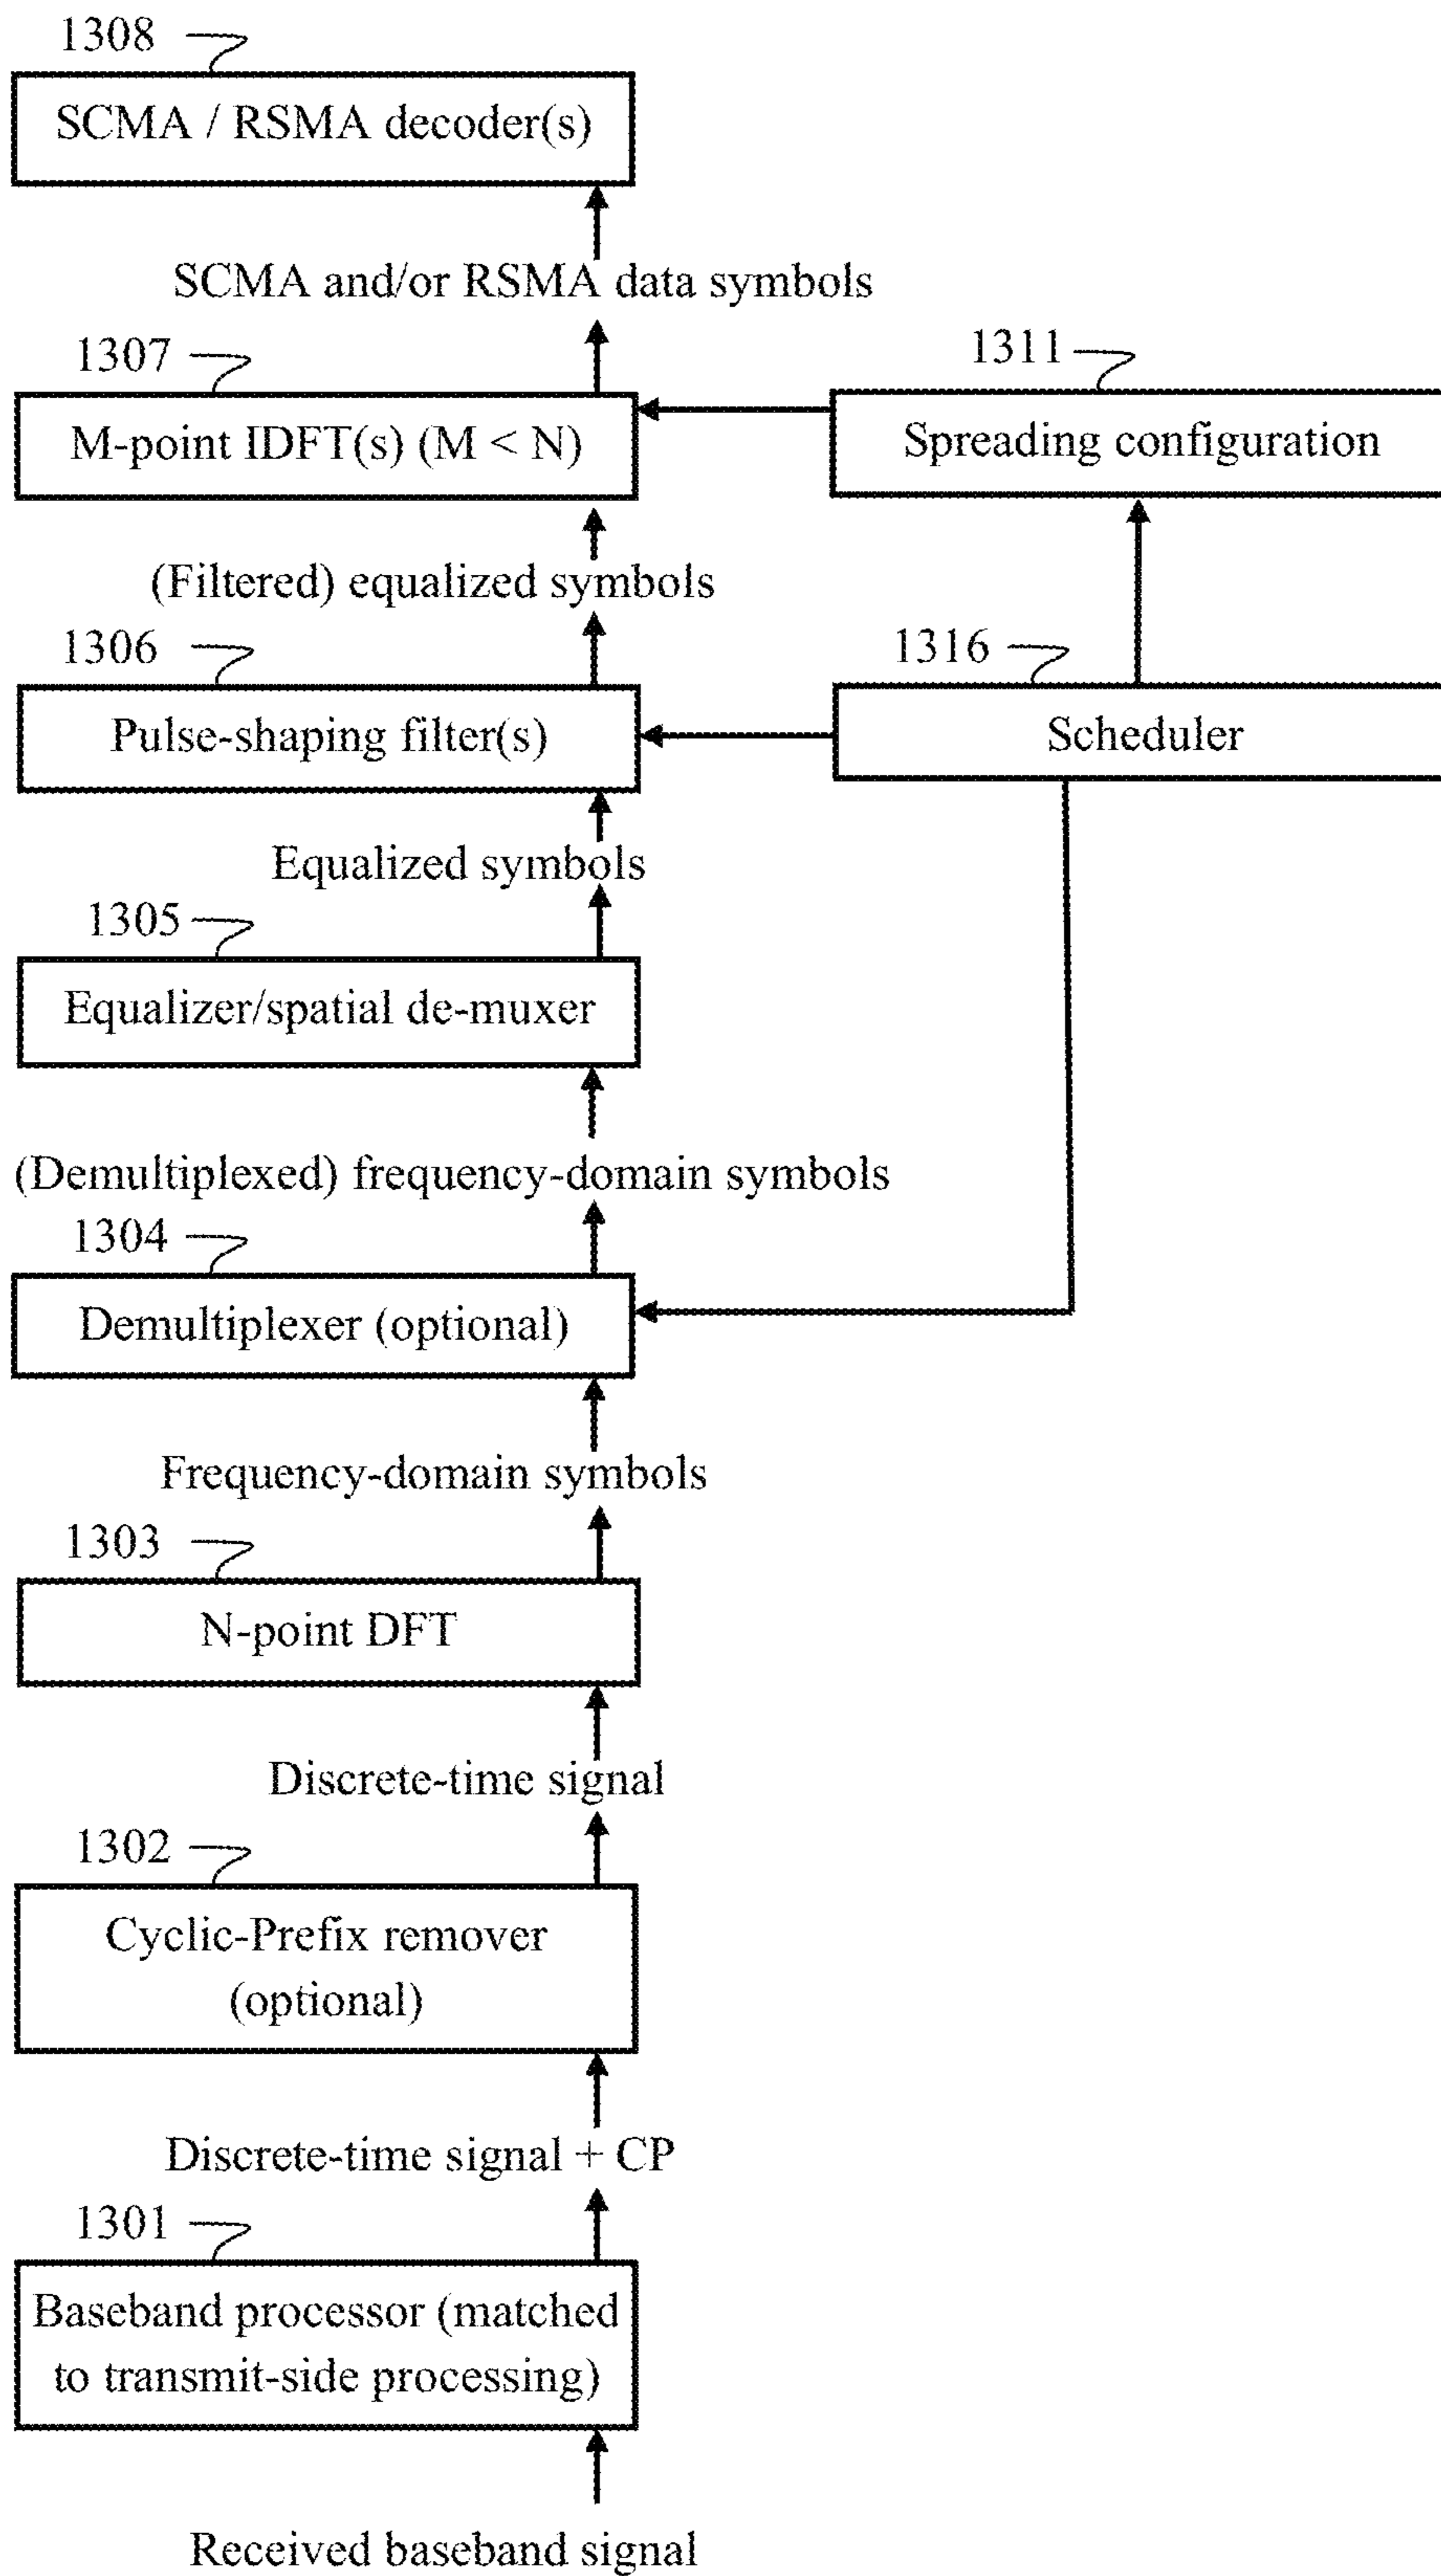 1308
SCMA / RSMA decoder(s)
SCMA and/or RSMA data symbols
1307
1311
M-point IDFT(s) (M < N)
Spreading configuration
(Filtered) equalized symbols
1306
1316
Pulse-shaping filter(s)
Scheduler
Equalized symbols
1305
Equalizer/spatial de-muxer
(Demultiplexed) frequency-domain symbols
1304
Demultiplexer (optional)
Frequency-domain symbols
1303
N-point DFT
Discrete-time signal
1302
Cyclic-Prefix remover
(optional)
Discrete-time signal + CP
1301
Baseband processor (matched
to transmit-side processing)
Received baseband signal